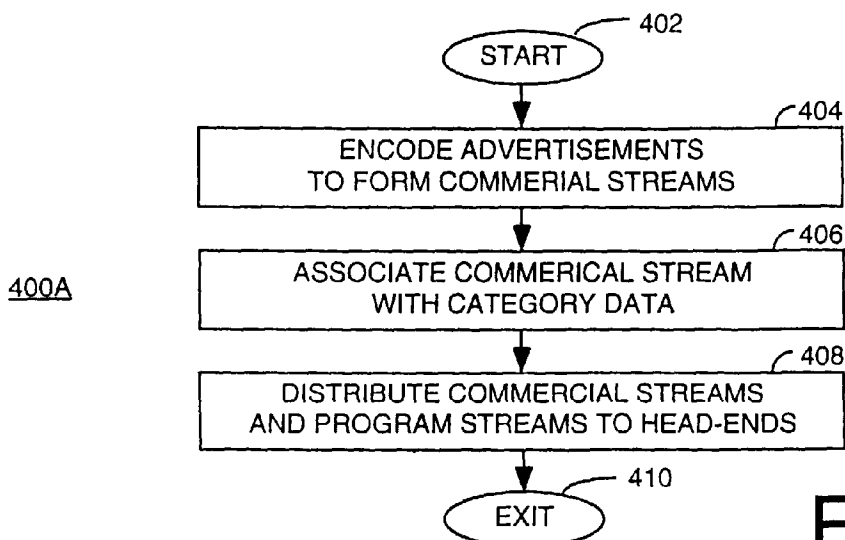 402
START
404
ENCODE ADVERTISEMENTS
TO FORM COMMERIAL STREAMS
406
400A
ASSOCIATE COMMERICAL STREAM
WITH CATEGORY DATA
408
DISTRIBUTE COMMERCIAL STREAMS
AND PROGRAM STREAMS TO HEAD-ENDS
410
EXIT